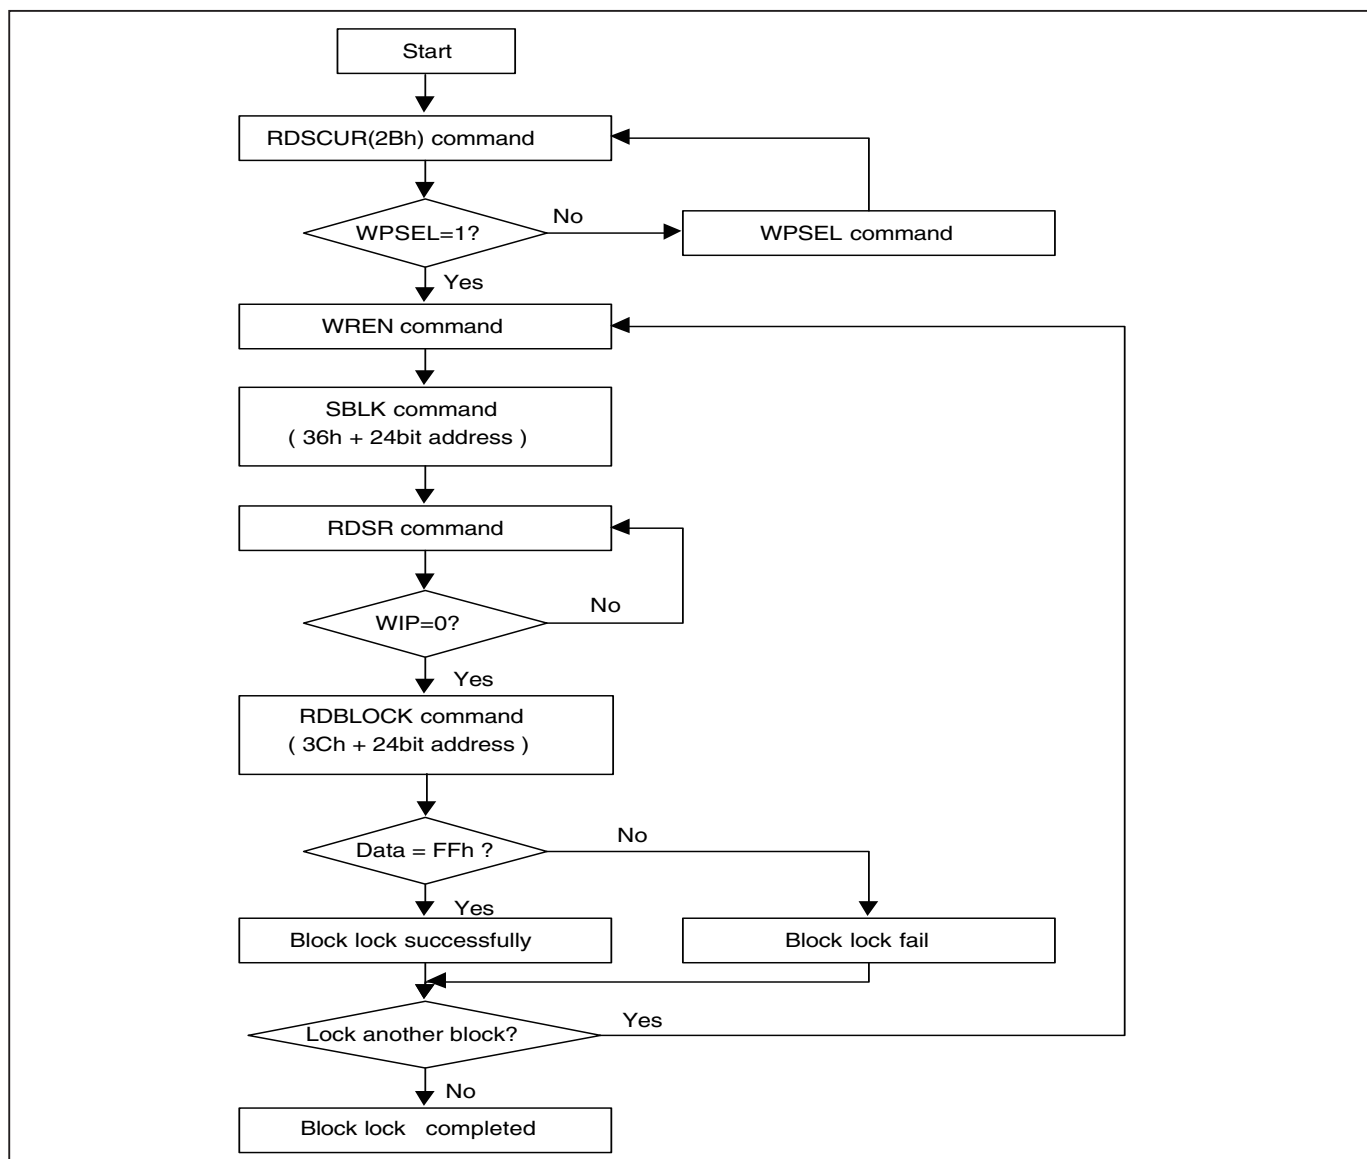 Start
RDSCUR(2Bh) command
WPSEL=1?
No
WPSEL command
Yes
WREN command
SBLK command
( 36h + 24bit address )
RDSR command
WIP=0?
No
Yes
RDBLOCK command
( 3Ch + 24bit address )
Data = FFh ?
No
Yes
Block lock successfully
Block lock fail
Lock another block?
Yes
No
Block lock completed